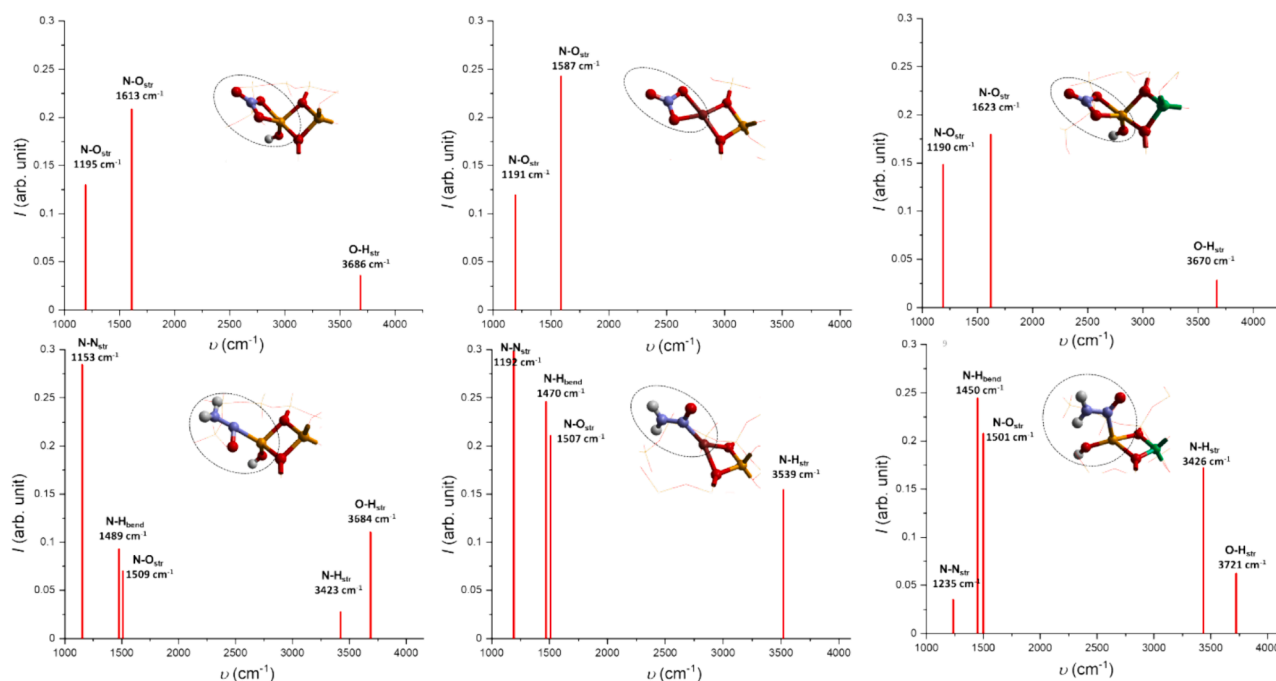 0.3
0.25
0.2
0.15
0.1
0.05
0
I (arb. unit)
N-Ostr
1613 cm-1
N-Ostr
1195 cm-1
O-Hstr
3686 cm-1
1000 1500 2000 2500 3000 3500 4000
υ (cm-1)
0.3
0.25
0.2
0.15
0.1
0.05
0
I (arb. unit)
N-Ostr
1587 cm-1
N-Ostr
1191 cm-1
1000 1500 2000 2500 3000 3500 4000
υ (cm-1)
0.3
0.25
0.2
0.15
0.1
0.05
0
I (arb. unit)
N-Ostr
1623 cm-1
N-Ostr
1190 cm-1
O-Hstr
3670 cm-1
1000 1500 2000 2500 3000 3500 4000
υ (cm-1)
0.3
0.25
0.2
0.15
0.1
0.05
0
I (arb. unit)
N-Nstr
1153 cm-1
N-Hbend
1489 cm-1
N-Ostr
1509 cm-1
N-Hstr
3423 cm-1
O-Hstr
3684 cm-1
1000 1500 2000 2500 3000 3500 4000
υ (cm-1)
0.3
0.25
0.2
0.15
0.1
0.05
0
I (arb. unit)
N-Nstr
1192 cm-1
N-Hbend
1470 cm-1
N-Ostr
1507 cm-1
N-Hstr
3539 cm-1
1000 1500 2000 2500 3000 3500 4000
υ (cm-1)
9
0.3
0.25
0.2
0.15
0.1
0.05
0
I (arb. unit)
N-Hbend
1450 cm-1
N-Ostr
1501 cm-1
N-Nstr
1235 cm-1
N-Hstr
3426 cm-1
O-Hstr
3721 cm-1
1000 1500 2000 2500 3000 3500 4000
υ (cm-1)